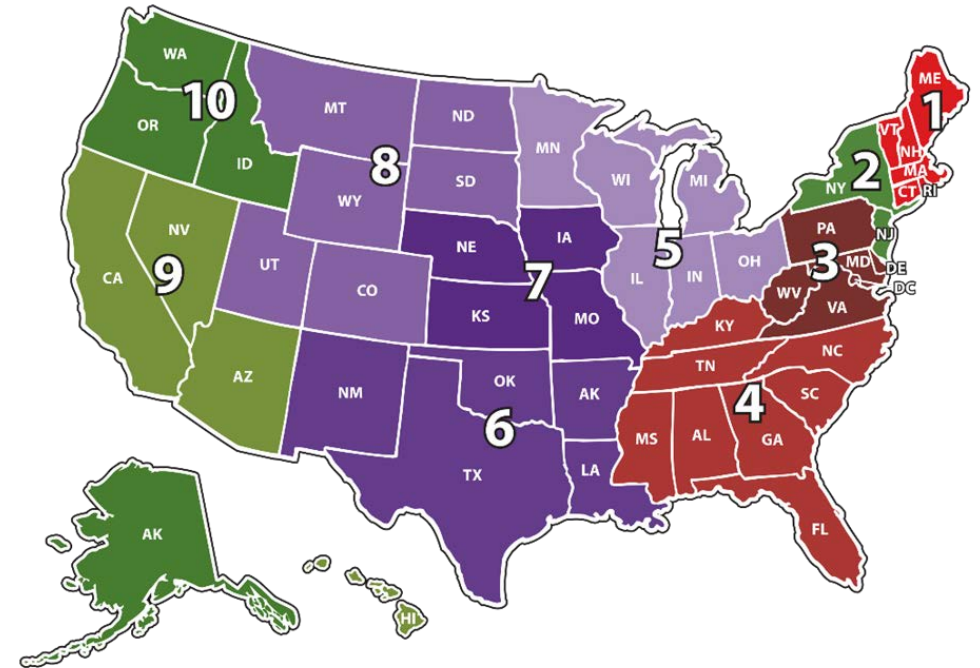 WA
10
OR
ID
MT
ND
8
WY
SD
MN
WI
MI
5
ME
1
VT
NH
MA
CT
RI
NY
2
NJ
PA
3
MD
DE
DC
WV
VA
NV
9
CA
UT
CO
AZ
NE
IA
7
KS
MO
IL
IN
OH
KY
TN
NC
4
SC
MS
AL
GA
FL
NM
OK
AK
6
TX
LA
AK
HI